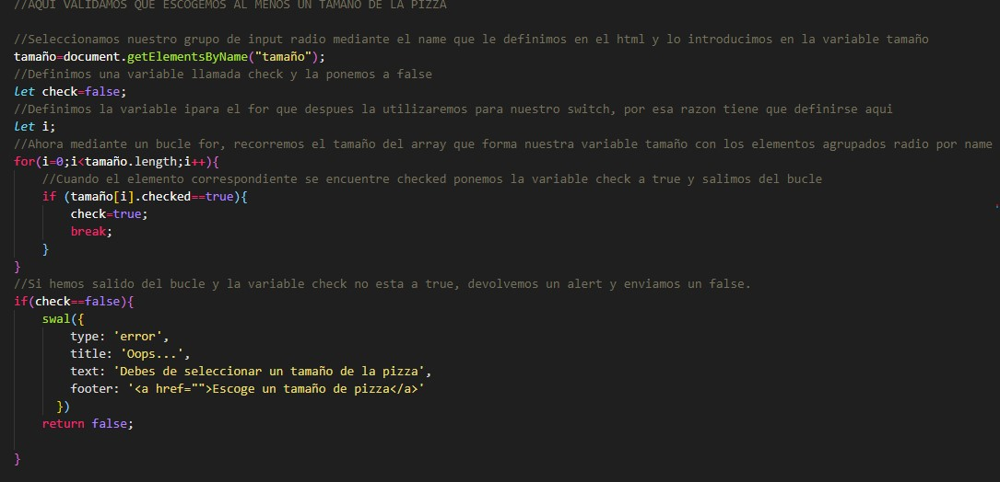 //AQUI VALIDAMOS QUE ESCOGEMOS AL MENOS UN TAMAÑO DE LA PIZZA
//Seleccionamos nuestro grupo de input radio mediante el name que le definimos en el html y lo introducimos en la variable tamaño
tamaño=document.getElementsByName("tamaño");
//Definimos una variable llamada check y la ponemos a false
let check=false;
//Definimos la variable ipara el for que despues la utilizaremos para nuestro switch, por esa razon tiene que definirse aqui
let i;
//Ahora mediante un bucle for, recorremos el tamaño del array que forma nuestra variable tamaño con los elementos agrupados radio por name
for(i=0;i<tamaño.length;i++){
//Cuando el elemento correspondiente se encuentre checked ponemos la variable check a true y salimos del bucle
if (tamaño[i].checked==true){
check=true;
break;
}
}
//Si hemos salido del bucle y la variable check no esta a true, devolvemos un alert y enviamos un false.
if(check==false){
swal({
type: 'error',
title: 'Oops...',
text: 'Debes de seleccionar un tamaño de la pizza',
footer: '<a href="">Escoge un tamaño de pizza</a>'
})
return false;
}